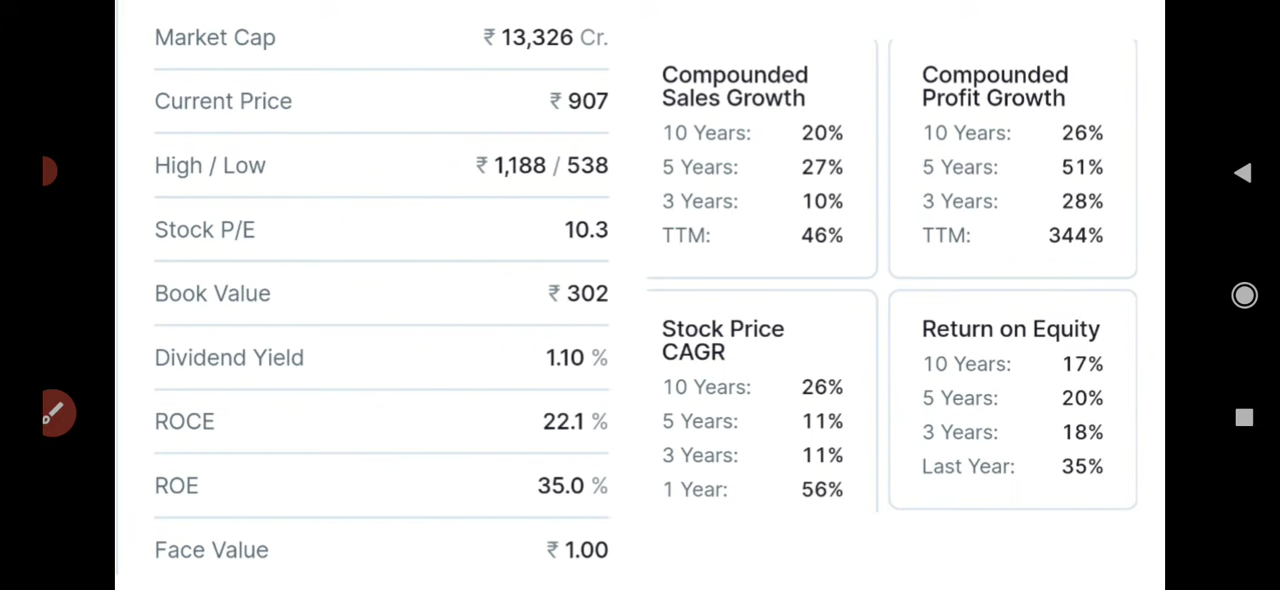 Market Cap ₹ 13,326 Cr.
Current Price ₹ 907
High / Low ₹ 1,188 / 538
Stock P/E 10.3
Book Value ₹ 302
Dividend Yield 1.10 %
ROCE 22.1 %
ROE 35.0 %
Face Value ₹ 1.00
Compounded
Sales Growth
10 Years: 20%
5 Years: 27%
3 Years: 10%
TTM: 46%
Compounded
Profit Growth
10 Years: 26%
5 Years: 51%
3 Years: 28%
TTM: 344%
Stock Price
CAGR
10 Years: 26%
5 Years: 11%
3 Years: 11%
1 Year: 56%
Return on Equity
10 Years: 17%
5 Years: 20%
3 Years: 18%
Last Year: 35%